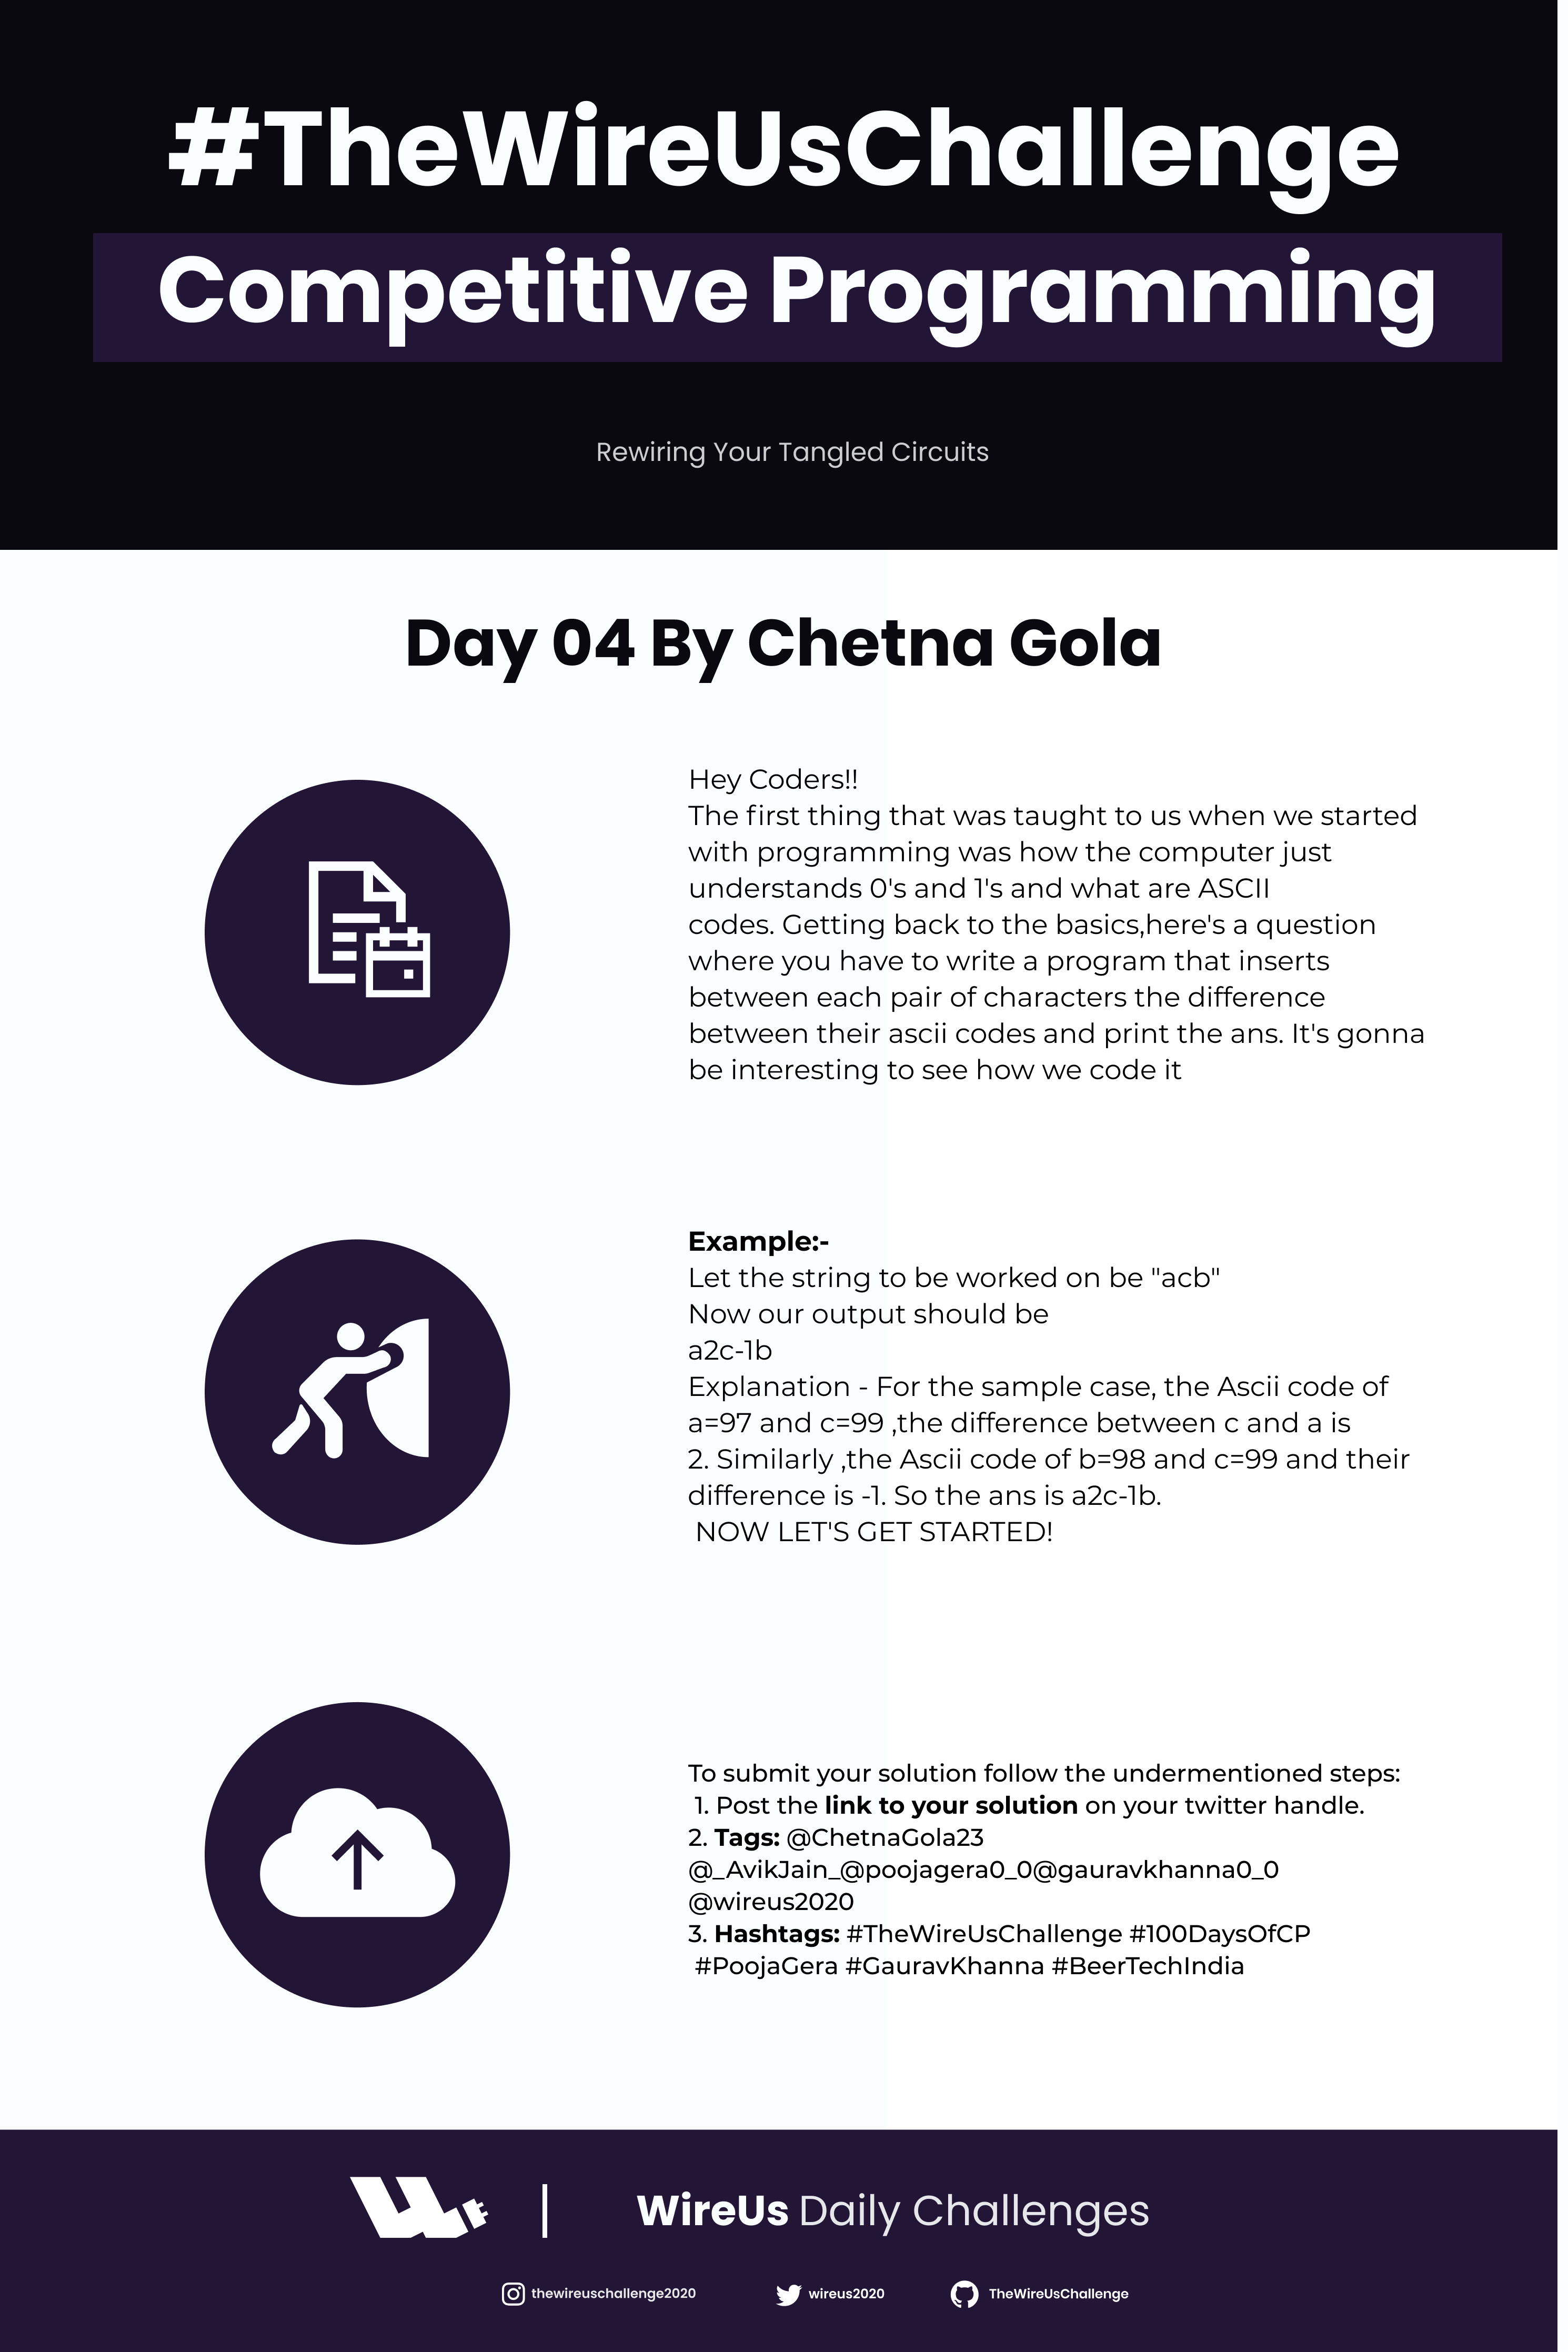 #TheWireUsChallenge
Competitive Programming
Rewiring Your Tangled Circuits
Day 04 By Chetna Gola
Hey Coders!!
The first thing that was taught to us when we started
with programming was how the computer just
understands 0's and 1's and what are ASCII
codes. Getting back to the basics,here's a question
where you have to write a program that inserts
between each pair of characters the difference
between their ascii codes and print the ans. It's gonna
be interesting to see how we code it
Example:-
Let the string to be worked on be "acb"
Now our output should be
a2c-1b
Explanation - For the sample case, the Ascii code of
a=97 and c=99 ,the difference between c and a is
2. Similarly ,the Ascii code of b=98 and c=99 and their
difference is -1. So the ans is a2c-1b.
NOW LET'S GET STARTED!
To submit your solution follow the undermentioned steps:
1. Post the link to your solution on your twitter handle.
2. Tags: @ChetnaGola23
@_AvikJain_@poojagera0_0@gauravkhanna0_0
@wireus2020
3. Hashtags: #TheWireUsChallenge #100DaysOfCP
#PoojaGera #GauravKhanna #BeerTechIndia
WireUs Daily Challenges
thewireuschallenge2020
wireus2020
TheWireUsChallenge